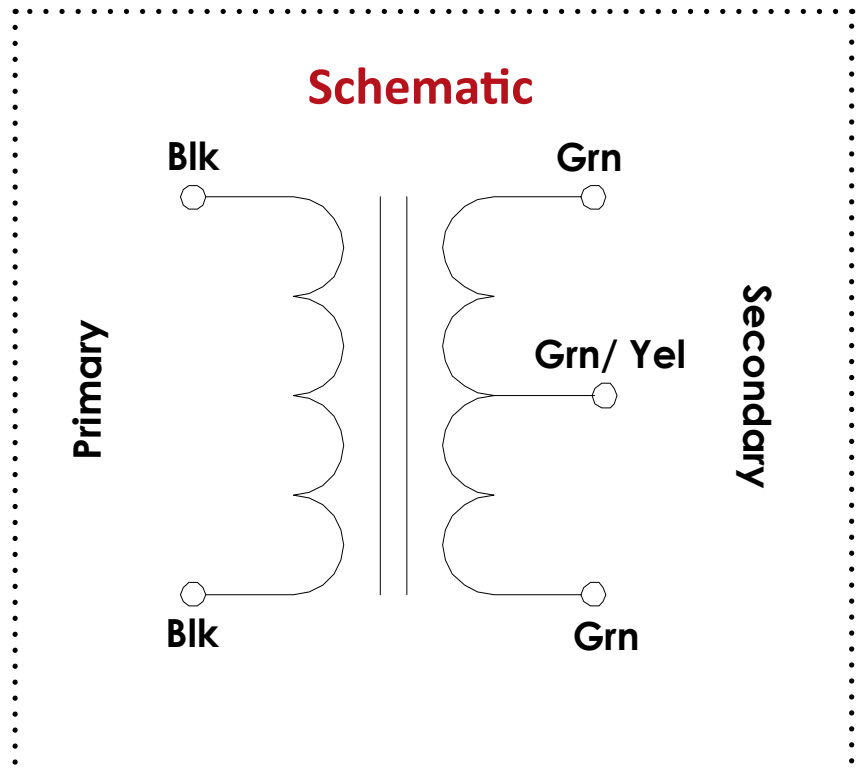 Schematic
Blk
Grn
Primary
Grn/ Yel
Secondary
Blk
Grn